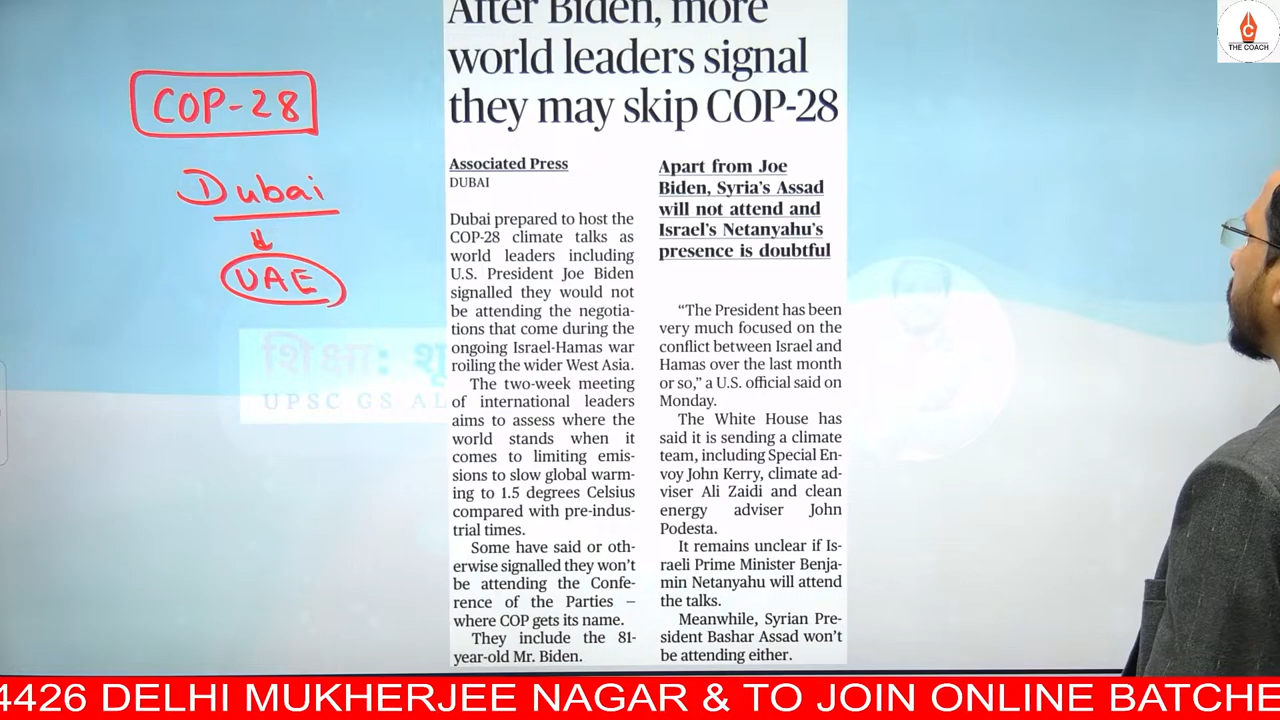 After Biden, more
world leaders signal
they may skip COP-28
COP-28
Dubai
UAE
Associated Press
DUBAI
Dubai prepared to host the
COP-28 climate talks as
world leaders including
U.S. President Joe Biden
signalled they would not
be attending the negotia-
tions that come during the
ongoing Israel-Hamas war
roiling the wider West Asia.
The two-week meeting
of international leaders
aims to assess where the
world stands when it
comes to limiting emis-
sions to slow global warm-
ing to 1.5 degrees Celsius
compared with pre-indus-
trial times.
Some have said or oth-
erwise signalled they won't
be attending the Confe-
rence of the Parties –
where COP gets its name.
They include the 81-
year-old Mr. Biden.
Apart from Joe
Biden, Syria's Assad
will not attend and
Israel's Netanyahu's
presence is doubtful
“The President has been
very much focused on the
conflict between Israel and
Hamas over the last month
or so,” a U.S. official said on
Monday.
The White House has
said it is sending a climate
team, including Special En-
voy John Kerry, climate ad-
viser Ali Zaidi and clean
energy adviser John
Podesta.
It remains unclear if Is-
raeli Prime Minister Benja-
min Netanyahu will attend
the talks.
Meanwhile, Syrian Pre-
sident Bashar Assad won't
be attending either.
शिक्षा:
UPSC GS
THE COACH
4426 DELHI MUKHERJEE NAGAR & TO JOIN ONLINE BATCHE